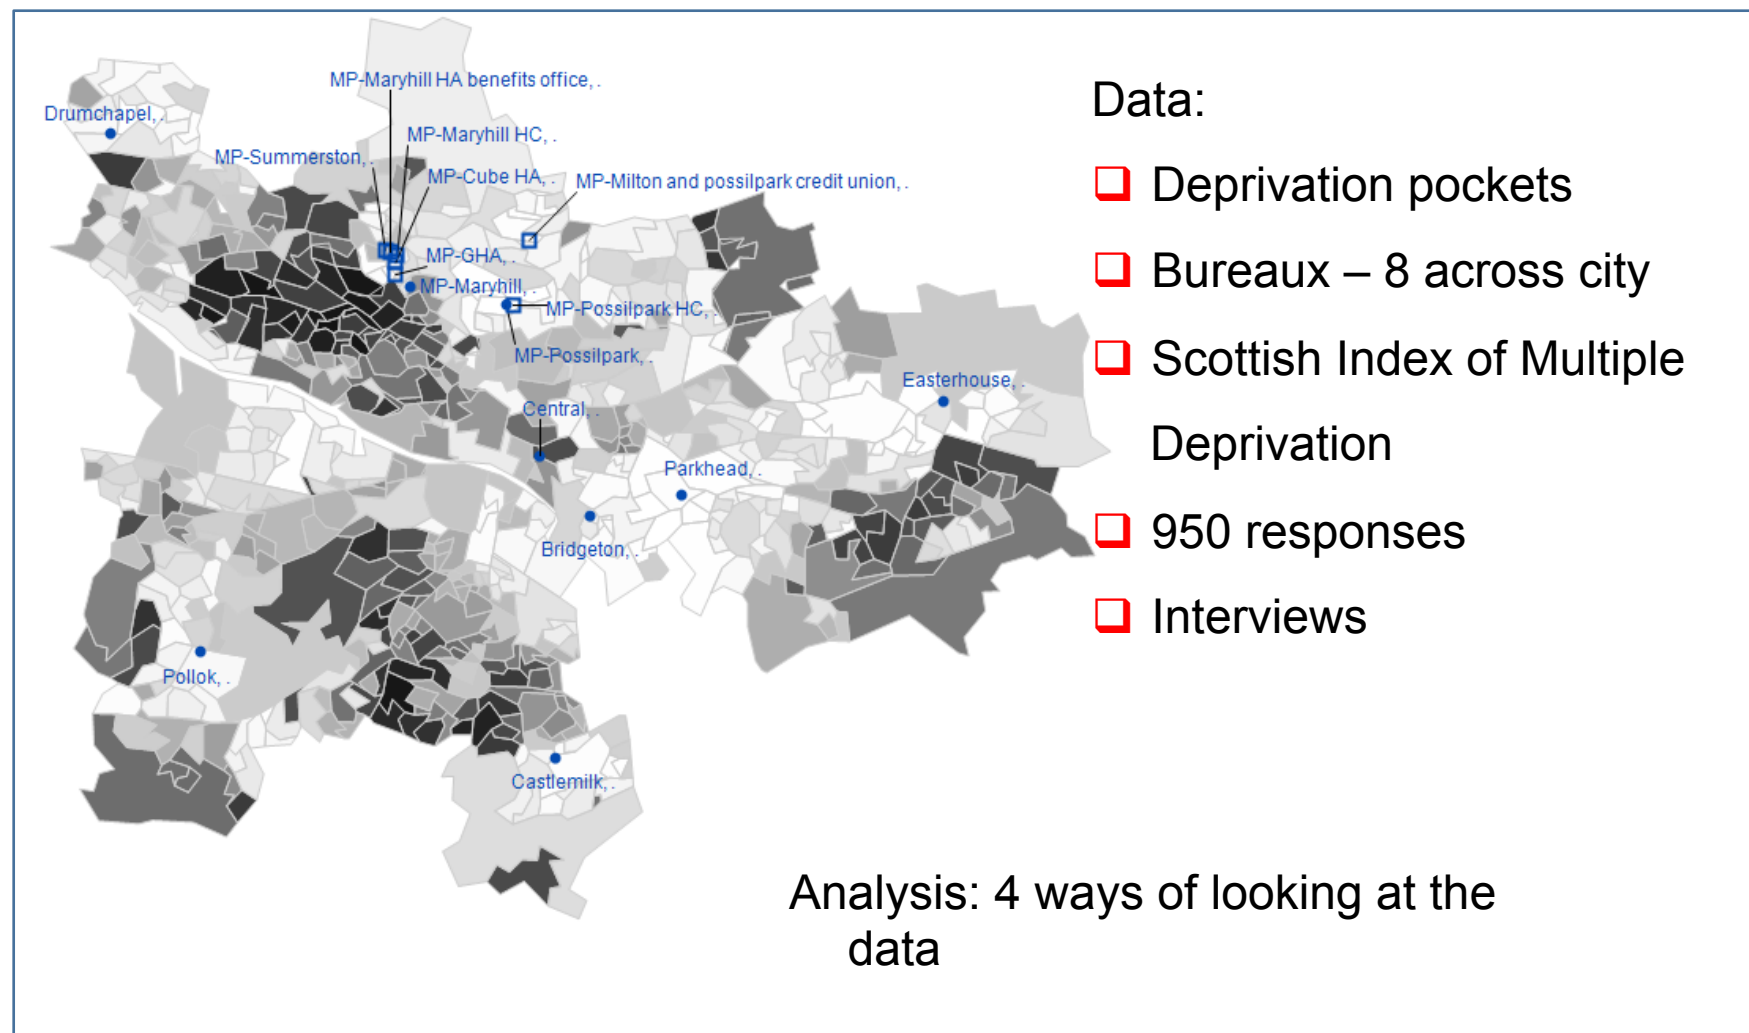 MP-Maryhill HA benefits office, .
Drumchapel, .
MP-Maryhill HC, .
MP-Summerston, .
MP-Cube HA, .
MP-Milton and possilpark credit union, .
MP-GHA, .
MP-Maryhill, .
MP-Possilpark HC, .
MP-Possilpark, .
Easterhouse, .
Central, .
Parkhead, .
Bridgeton, .
Pollok, .
Castlemilk, .
Data:
Deprivation pockets
Bureaux – 8 across city
Scottish Index of Multiple
Deprivation
950 responses
Interviews
Analysis: 4 ways of looking at the
data